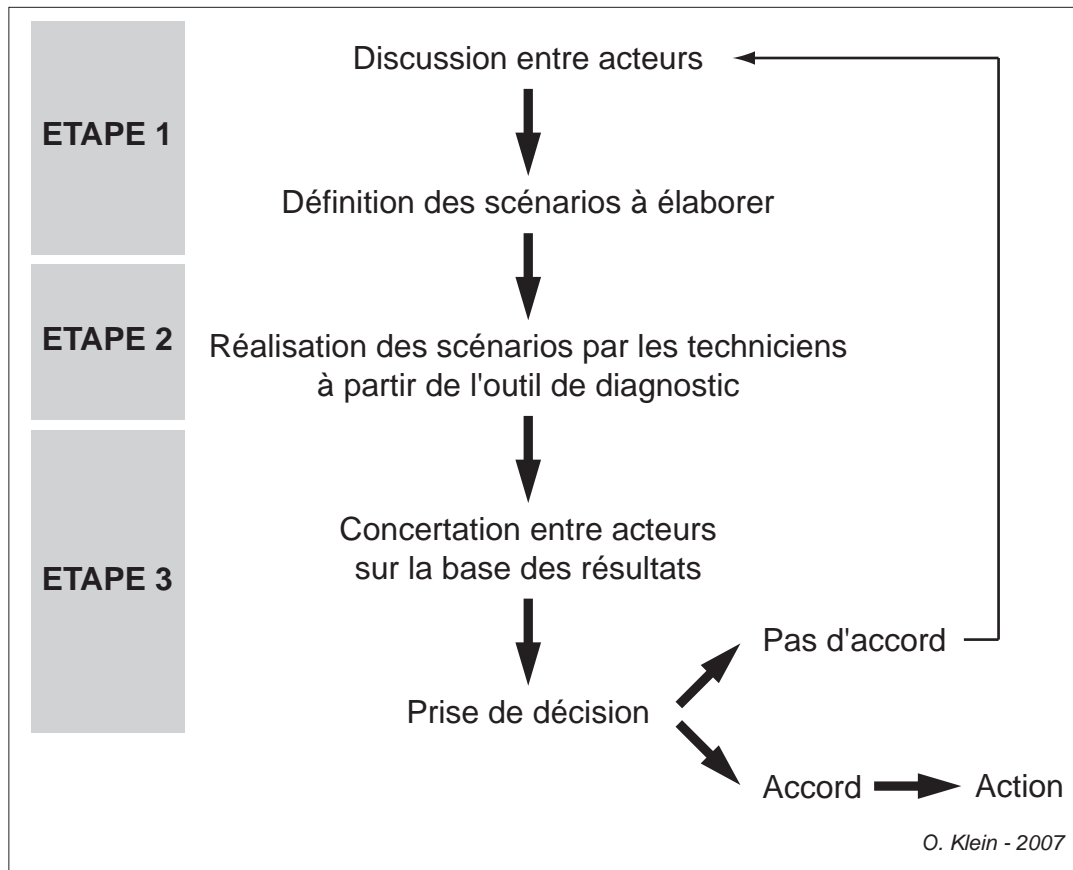 ETAPE 1
Discussion entre acteurs
Définition des scénarios à élaborer
ETAPE 2
Réalisation des scénarios par les techniciens
à partir de l'outil de diagnostic
ETAPE 3
Concertation entre acteurs
sur la base des résultats
Pas d'accord
Prise de décision
Accord
Action
O. Klein - 2007